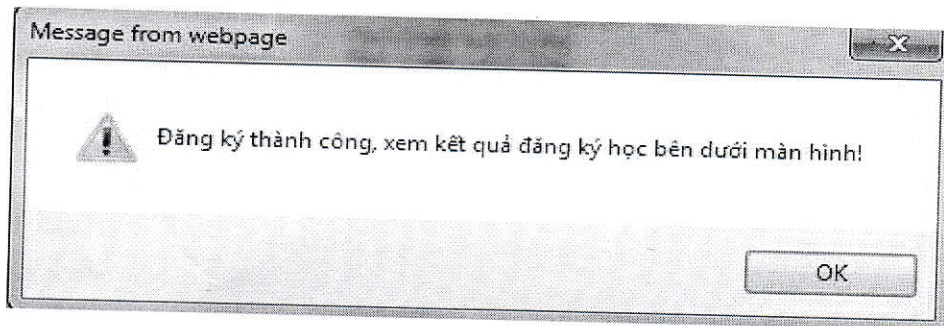 Message from webpage
Đăng ký thành công, xem kết quả đăng ký học bên dưới màn hình!
OK